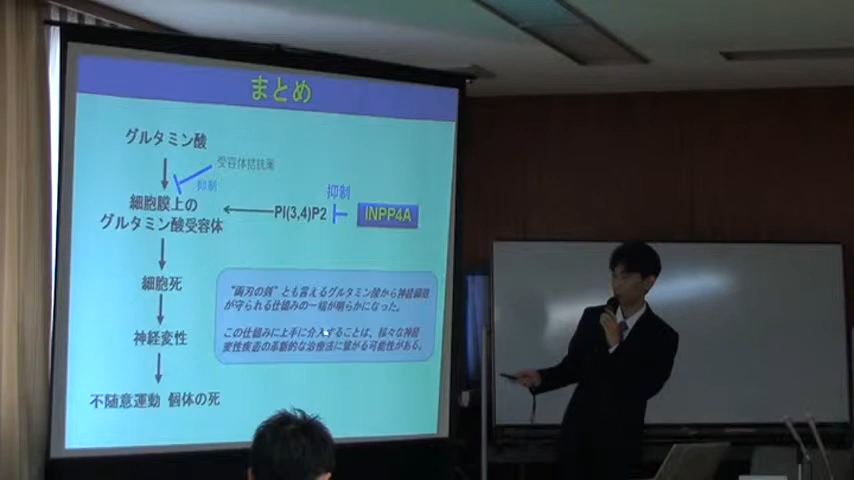 まとめ
グルタミン酸
受容体拮抗薬
抑制
細胞膜上の
グルタミン酸受容体
PI(3,4)P2
抑制
INPP4A
細胞死
神経変性
不随意運動 個体の死
“両刃の剣”とも言えるグルタミン酸から神経細胞
が守られる仕組みの一端が明らかになった。
この仕組みに上手に介入することは、様々な神経
変性疾患の革新的な治療法に繋がる可能性がある。